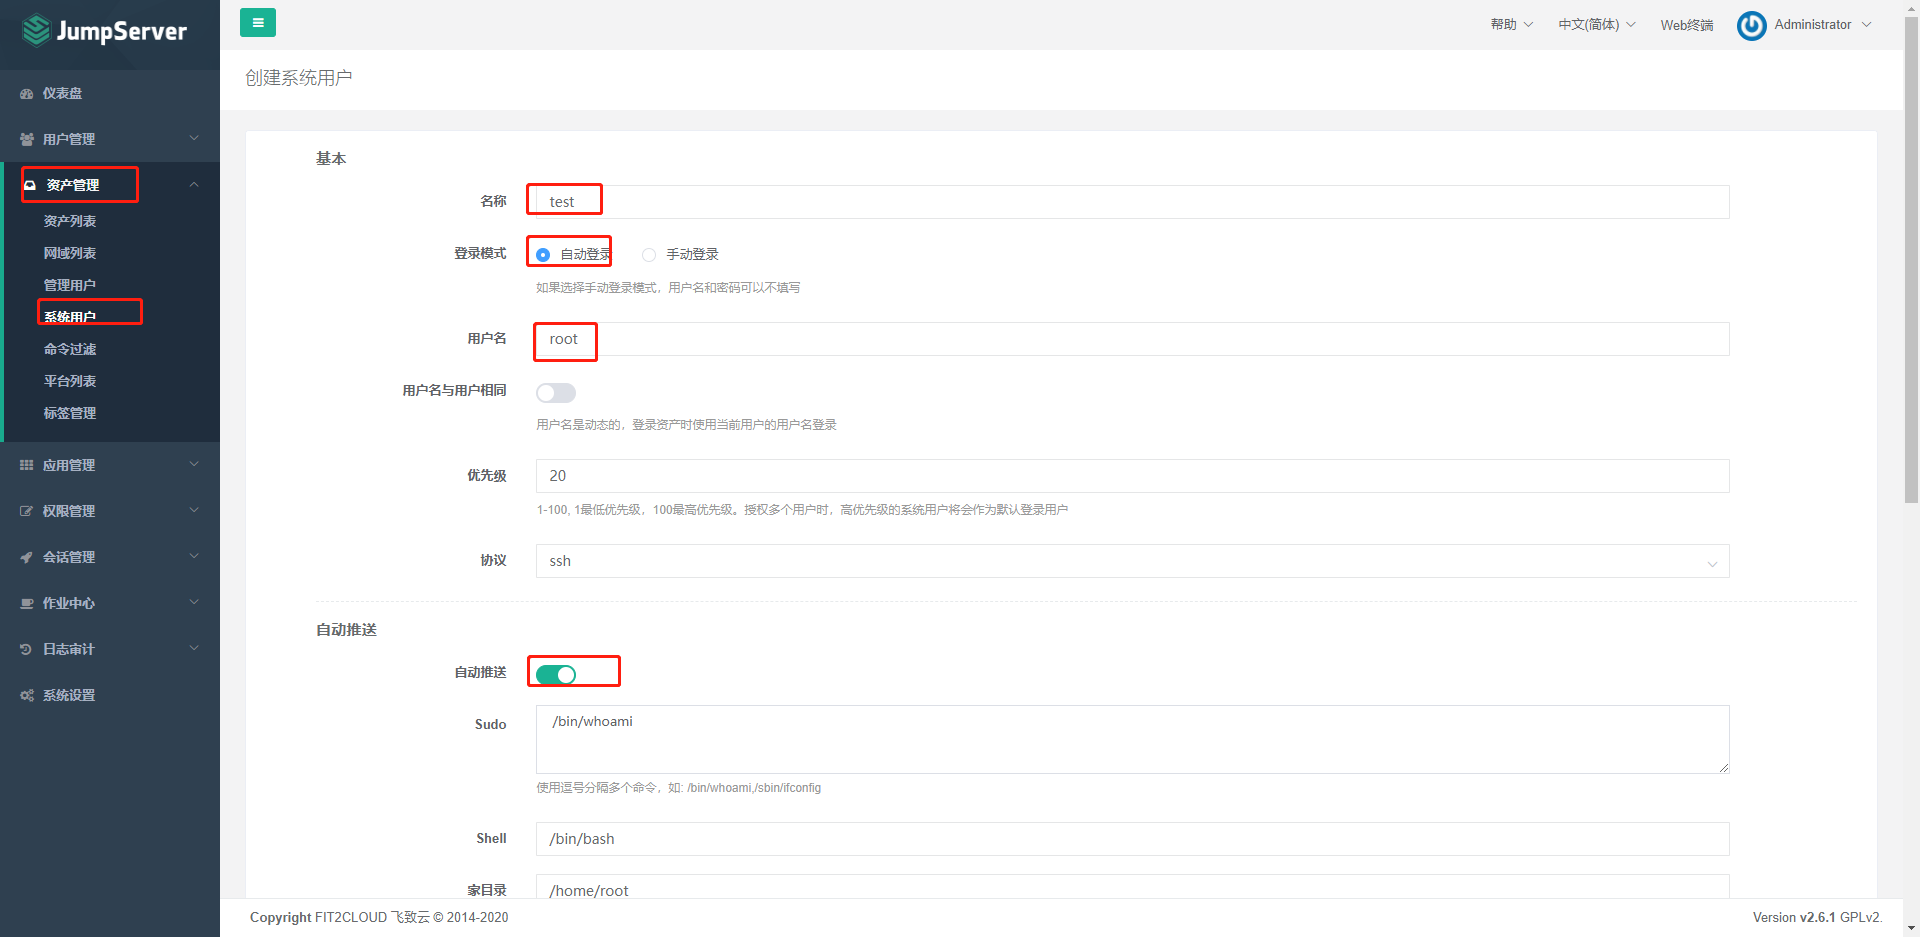 JumpServer
帮助
中文(简体)
Web终端
Administrator
创建系统用户
仪表盘
用户管理
资产管理
资产列表
网域列表
管理用户
系统用户
命令过滤
平台列表
标签管理
应用管理
权限管理
会话管理
作业中心
日志审计
系统设置
基本
名称
test
登录模式
自动登录
手动登录
如果选择手动登录模式，用户名和密码可以不填写
用户名
root
用户名与用户相同
用户名是动态的，登录资产时使用当前用户的用户名登录
优先级
20
1-100, 1最低优先级，100最高优先级。授权多个用户时，高优先级的系统用户将会作为默认登录用户
协议
ssh
自动推送
自动推送
Sudo
/bin/whoami
使用逗号分隔多个命令，如: /bin/whoami,/sbin/ifconfig
Shell
/bin/bash
家目录
/home/root
Copyright FIT2CLOUD 飞致云 © 2014-2020
Version v2.6.1 GPLv2.